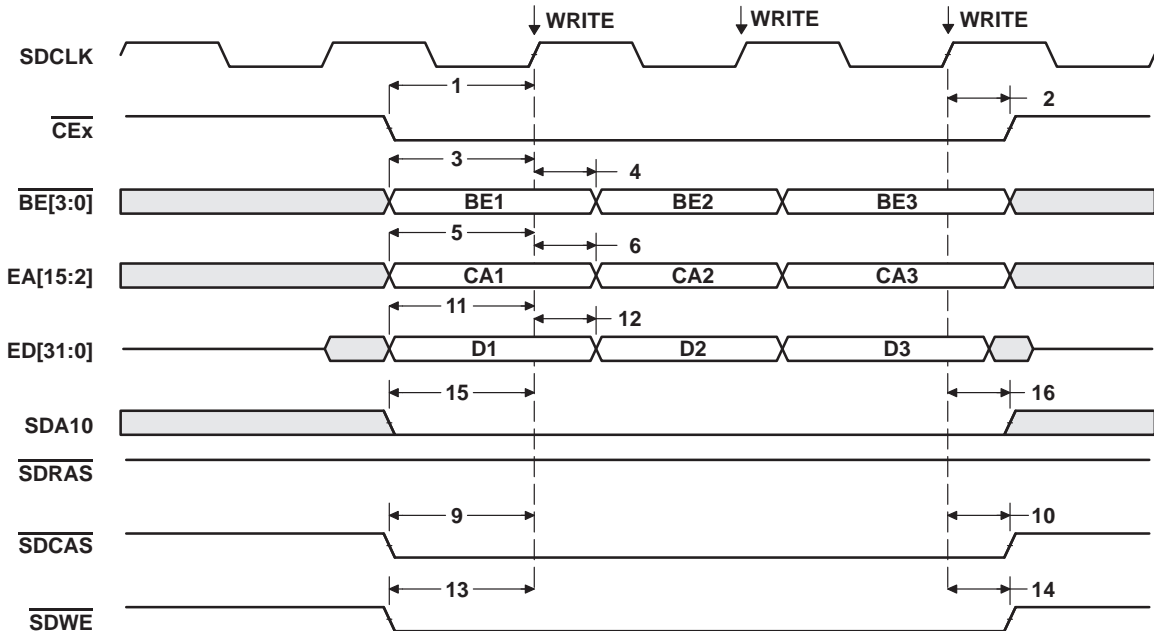 WRITE WRITE WRITE
SDCLK
1 2
CEx
3 4
BE[3:0] BE1 BE2 BE3
5 6
EA[15:2] CA1 CA2 CA3
11 12
ED[31:0] D1 D2 D3
15 16
SDA10
SDRAS
9 10
SDCAS
13 14
SDWE